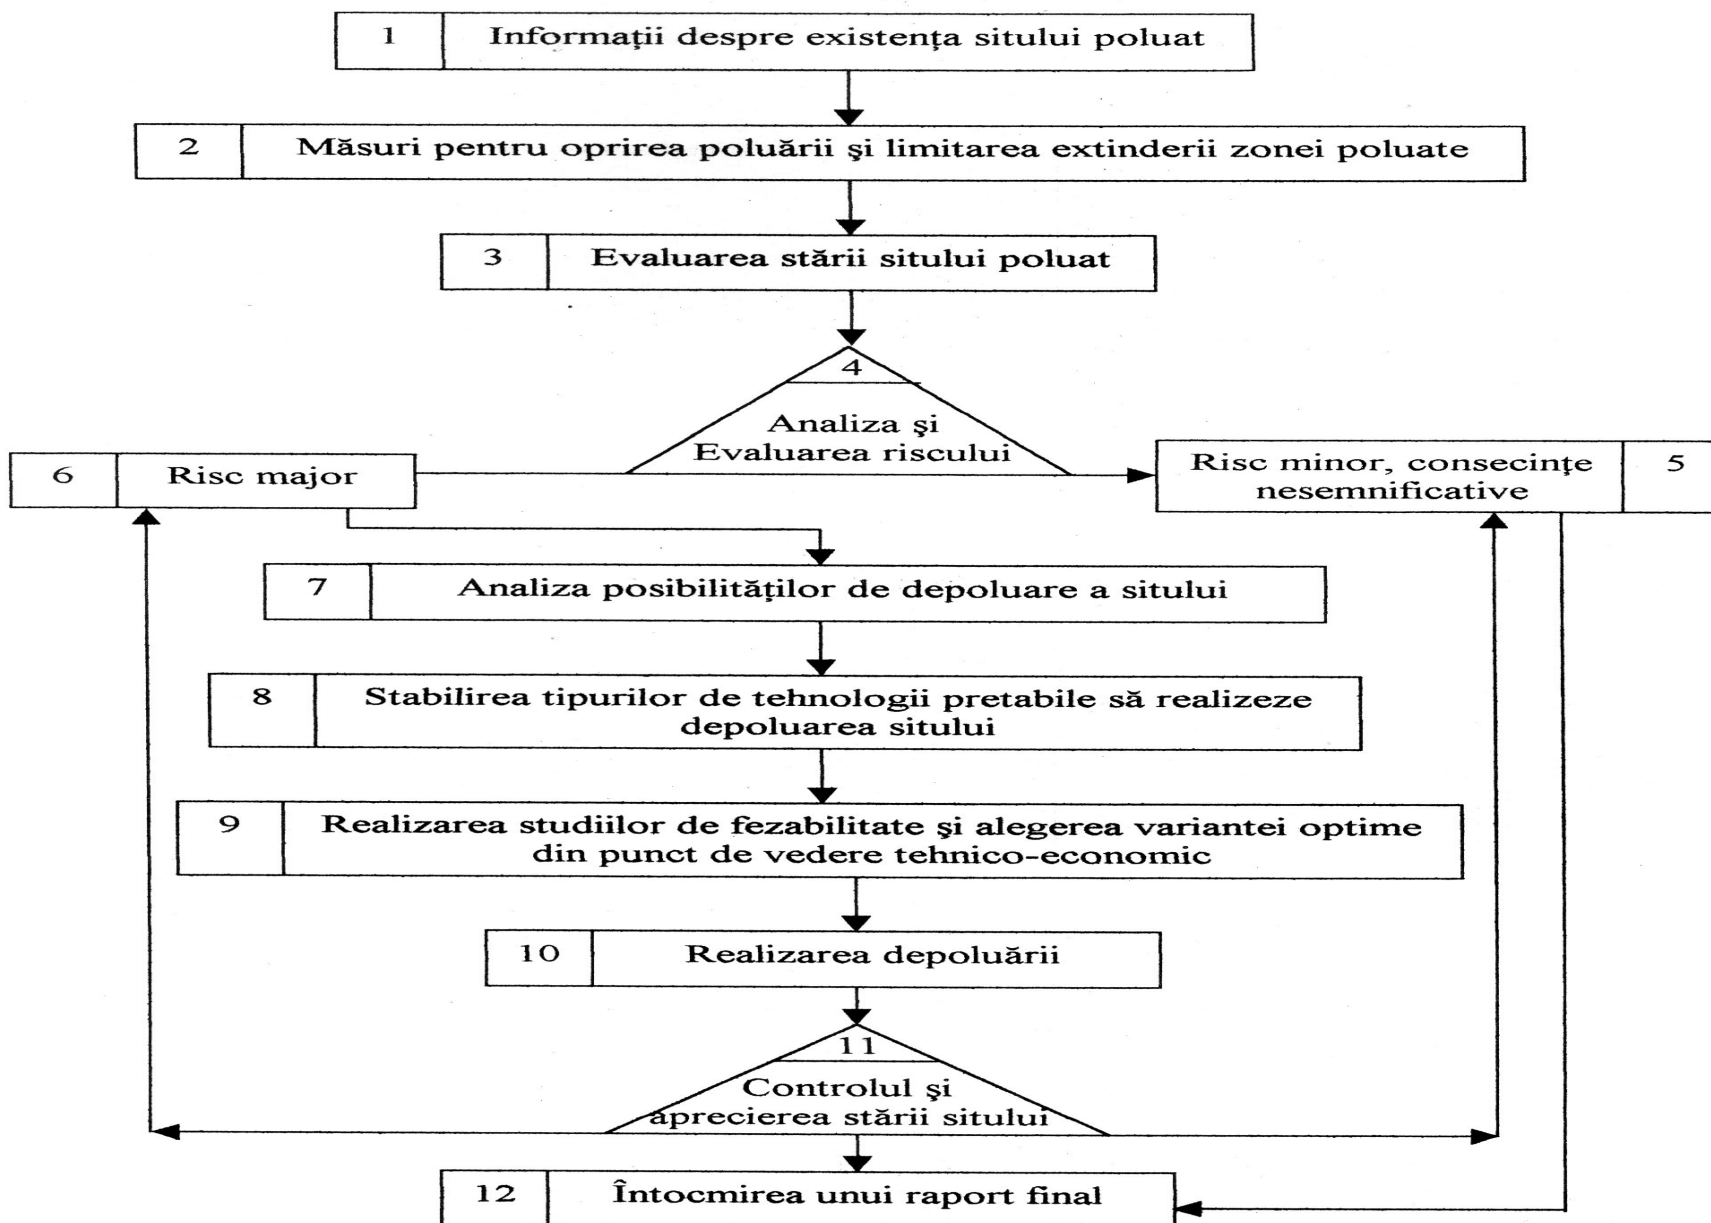 1 Informaţii despre existenţa sitului poluat
2 Măsuri pentru oprirea poluării şi limitarea extinderii zonei poluate
3 Evaluarea stării sitului poluat
4
Analiza şi
Evaluarea riscului
6 Risc major
Risc minor, consecinţe 5
nesemnificative
7 Analiza posibilităţilor de depoluare a sitului
8 Stabilirea tipurilor de tehnologii pretabile să realizeze
depoluarea sitului
9 Realizarea studiilor de fezabilitate şi alegerea variantei optime
din punct de vedere tehnico-economic
10 Realizarea depoluării
11
Controlul şi
aprecierea stării sitului
12 Întocmirea unui raport final